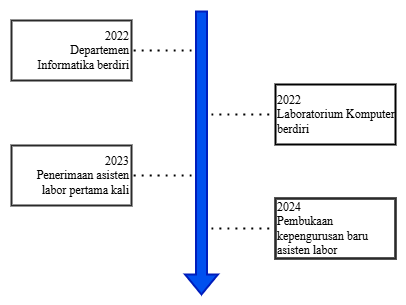 2022
Departemen
Informatika berdiri
2022
Laboratorium Komputer
berdiri
2023
Penerimaan asisten
labor pertama kali
2024
Pembukaan
kepengurusan baru
asisten labor